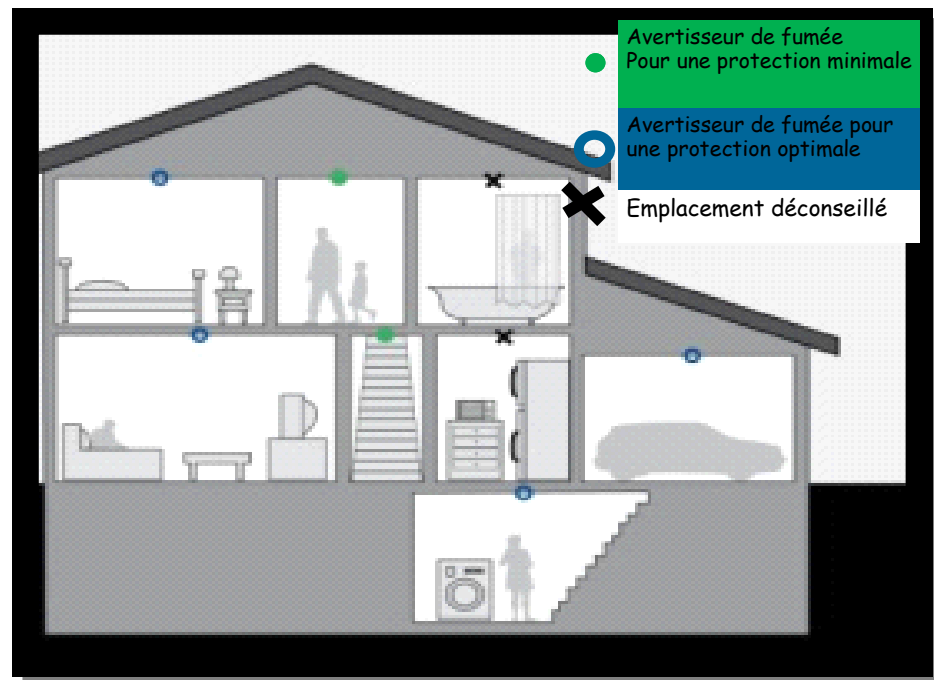 Avertisseur de fumée
Pour une protection minimale
Avertisseur de fumée pour
une protection optimale
Emplacement déconseillé